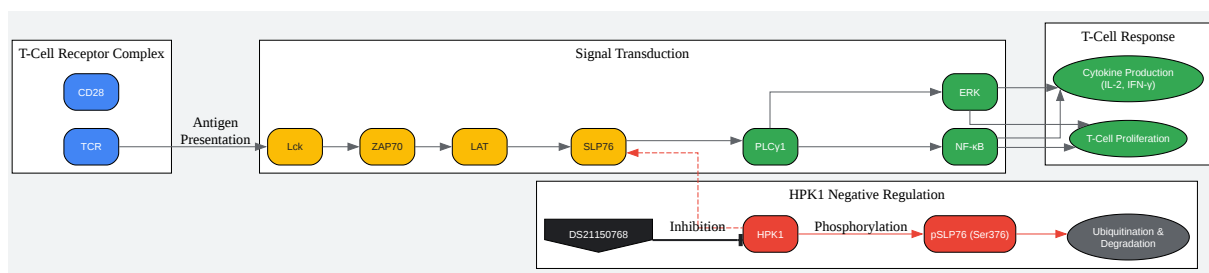 T-Cell Receptor Complex
CD28
TCR
Antigen
Presentation
Signal Transduction
Lck
ZAP70
LAT
SLP76
PLCγ1
ERK
NF-κB
T-Cell Response
Cytokine Production
(IL-2, IFN-γ)
T-Cell Proliferation
HPK1 Negative Regulation
DS21150768
Inhibition
HPK1
Phosphorylation
pSLP76 (Ser376)
Ubiquitination &
Degradation